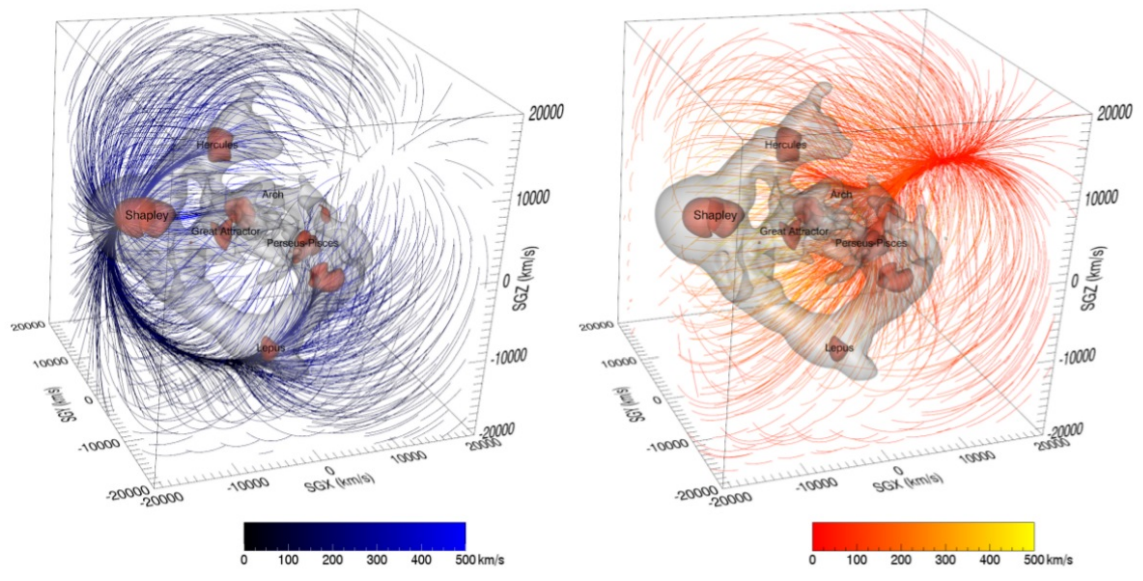 Hercules
Arch
Shapley
Great Attractor
Perseus-Pisces
Lepus
20000
10000
0
-10000
-20000
SGZ (km/s)
20000
10000
0
-10000
-20000
SGY (km/s)
-20000
-10000
0
10000
20000
SGX (km/s)
0 100 200 300 400 500 km/s
Hercules
Arch
Shapley
Great Attractor
Perseus-Pisces
Lepus
20000
10000
0
-10000
-20000
SGZ (km/s)
20000
10000
0
-10000
-20000
SGY (km/s)
-20000
-10000
0
10000
20000
SGX (km/s)
0 100 200 300 400 500 km/s